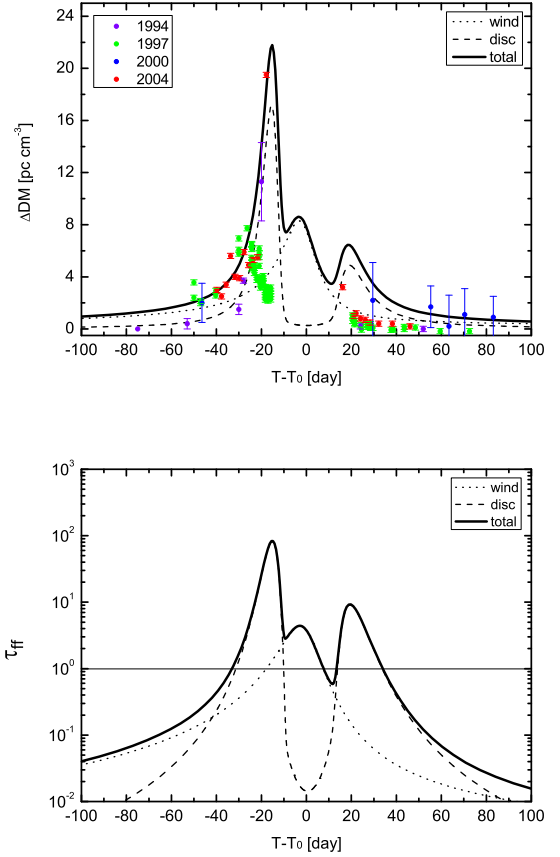 24
20
16
12
8
4
0
ΔDM [pc cm⁻³]
1994
1997
2000
2004
wind
disc
total
-100 -80 -60 -40 -20 0 20 40 60 80 100
T-T₀ [day]
10³
10²
10¹
10⁰
10⁻¹
10⁻²
τff
wind
disc
total
-100 -80 -60 -40 -20 0 20 40 60 80 100
T-T₀ [day]